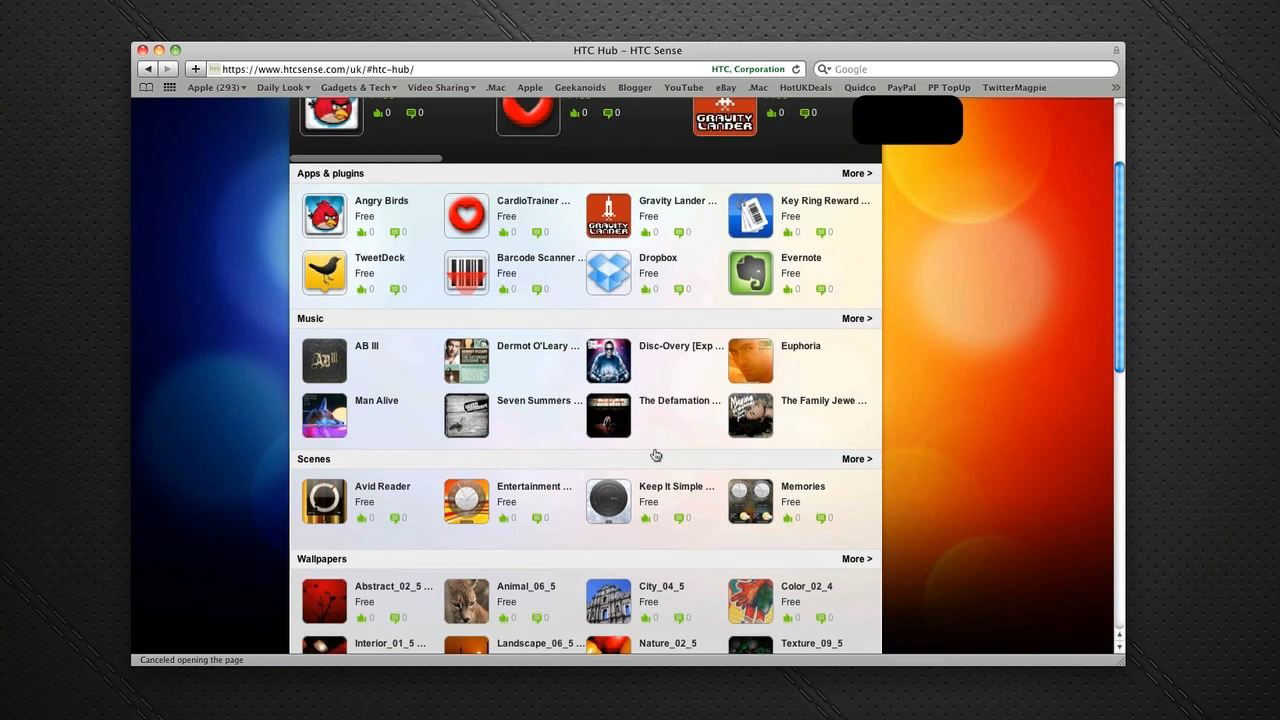 HTC Hub – HTC Sense
https://www.htcsense.com/uk/#htc-hub/
HTC, Corporation
Google
Apple (293) Daily Look Gadgets & Tech Video Sharing .Mac Apple Geekanoids Blogger YouTube eBay .Mac HotUKDeals Quidco PayPal PP TopUp TwitterMagpie
0 0 0 0 0 0
GRAVITY LANDER
Apps & plugins More >
Angry Birds CardioTrainer ... Gravity Lander ... Key Ring Reward ...
Free Free Free Free
GRAVITY LANDER
0 0 0 0 0 0 0 0
TweetDeck Barcode Scanner ... Dropbox Evernote
Free Free Free Free
0 0 0 0 0 0 0 0
Music More >
AB III Dermot O'Leary ... Disc-Overy [Exp ... Euphoria
Man Alive Seven Summers ... The Defamation ... The Family Jewe ...
Scenes More >
Avid Reader Entertainment ... Keep It Simple ... Memories
Free Free Free Free
0 0 0 0 0 0 0 0
Wallpapers More >
Abstract_02_5 ... Animal_06_5 City_04_5 Color_02_4
Free Free Free Free
0 0 0 0 0 0 0 0
Interior_01_5 ... Landscape_06_5 ... Nature_02_5 Texture_09_5
Canceled opening the page